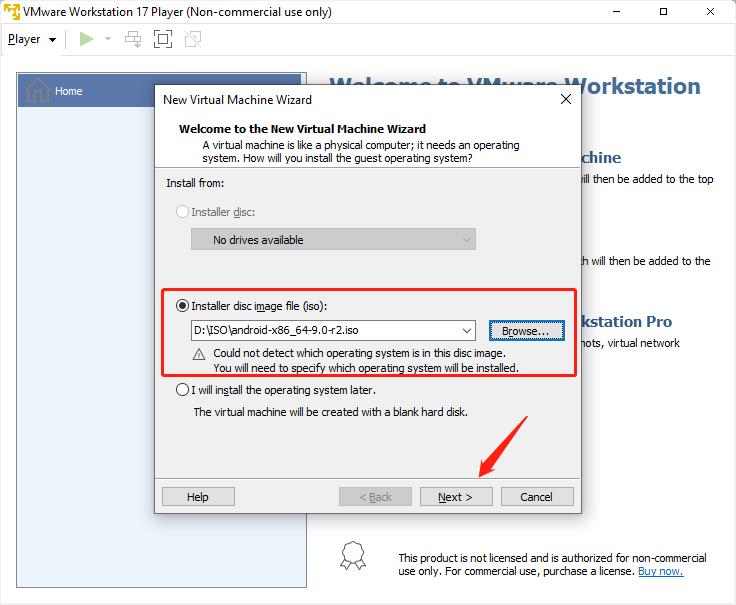 VMware Workstation 17 Player (Non-commercial use only)
Player
Home
Welcome to VMware Workstation
New Virtual Machine Wizard
Welcome to the New Virtual Machine Wizard
A virtual machine is like a physical computer; it needs an operating
system. How will you install the guest operating system?
Install from:
Installer disc:
No drives available
Installer disc image file (iso):
D:\ISO\android-x86_64-9.0-r2.iso
Browse...
Could not detect which operating system is in this disc image.
You will need to specify which operating system will be installed.
I will install the operating system later.
The virtual machine will be created with a blank hard disk.
Help
< Back
Next >
Cancel
chine
will then be added to the top
ch will then be added to the
kstation Pro
ots, virtual network
This product is not licensed and is authorized for non-commercial
use only. For commercial use, purchase a license. Buy now.